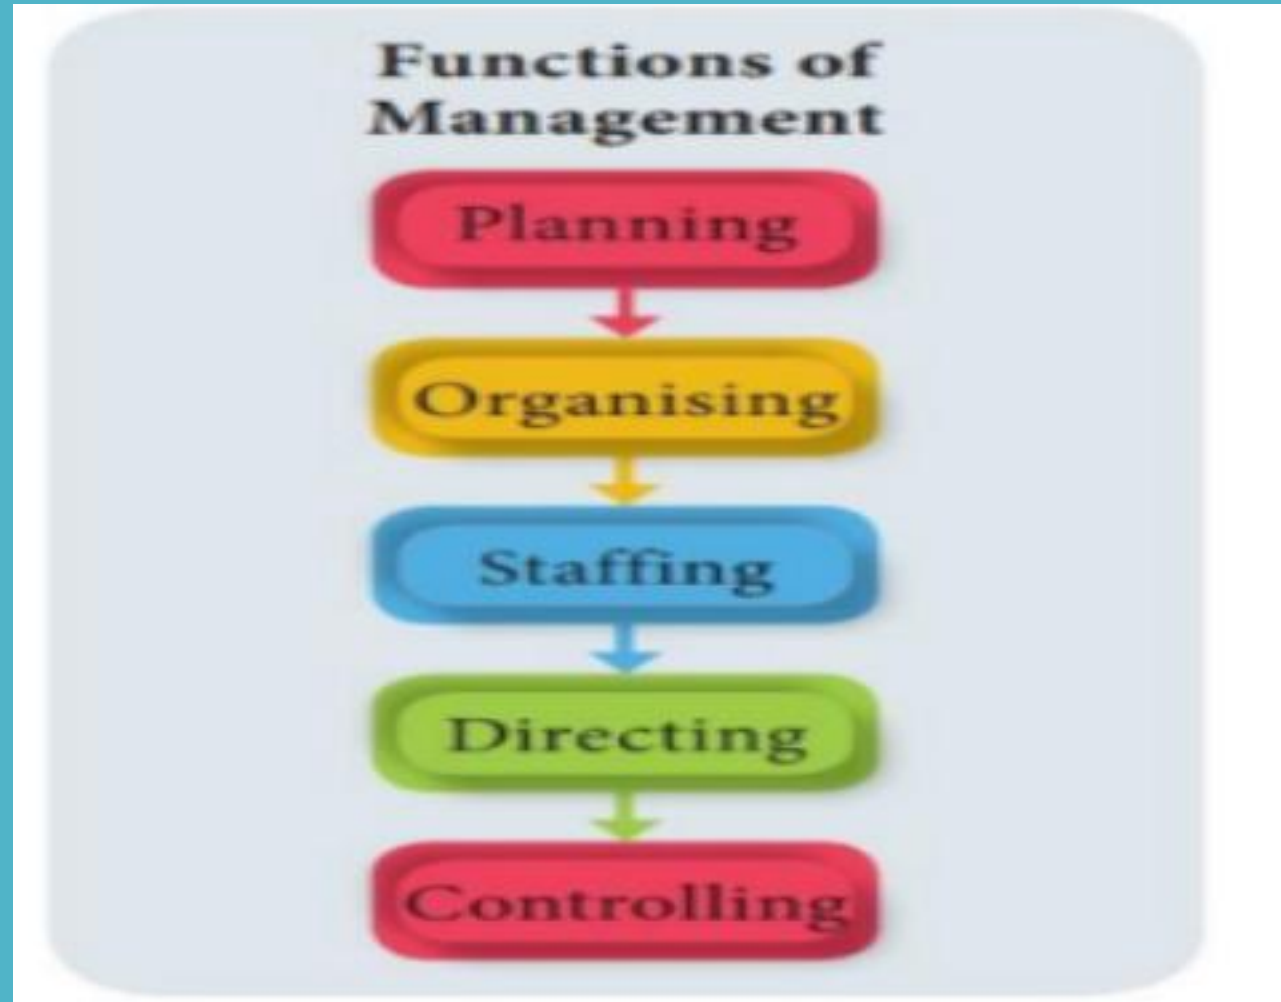 Functions of
Management
Planning
Organising
Staffing
Directing
Controlling